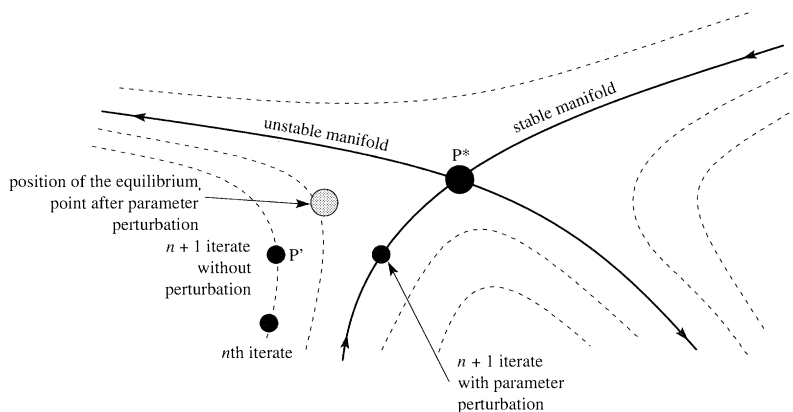 stable manifold
unstable manifold
P*
position of the equilibrium
point after parameter
perturbation
n + 1 iterate
without
perturbation
P'
nth iterate
n + 1 iterate
with parameter
perturbation